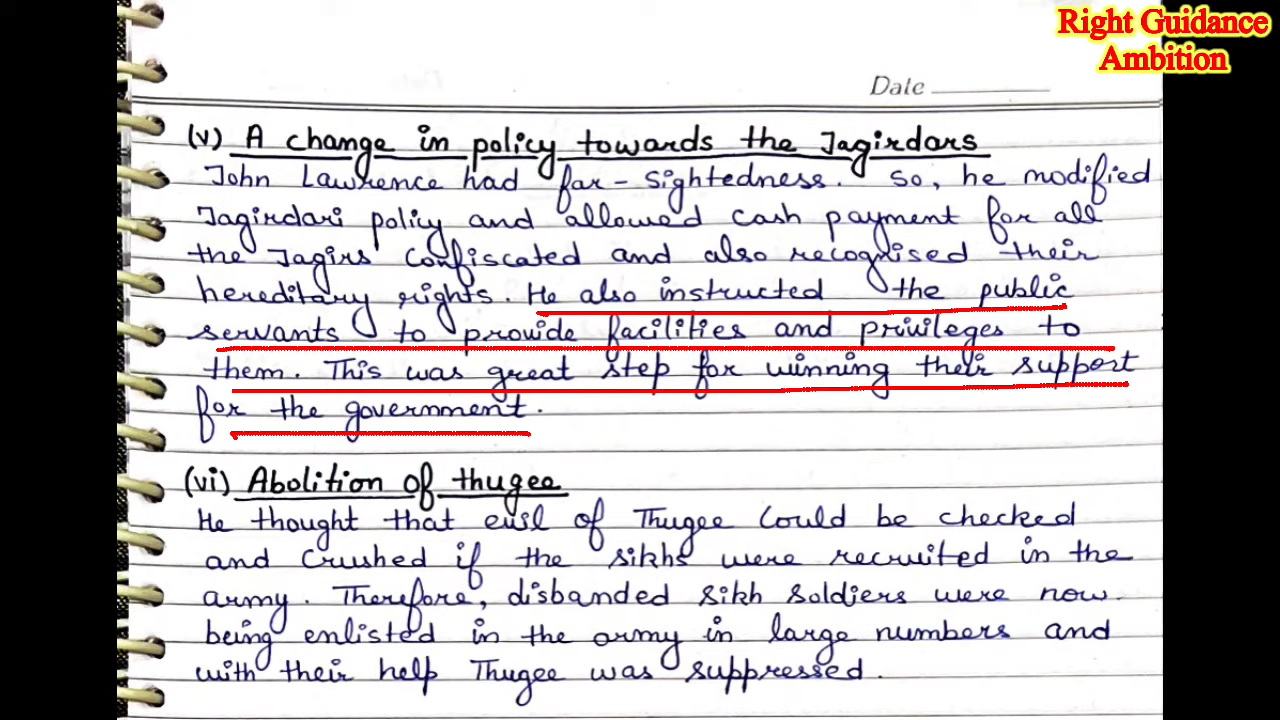 Right Guidance
Ambition
Date
(v) A change in policy towards the Jagirdars
John Lawrence had far-sightedness. So, he modified
Jagirdari policy and allowed cash payment for all
the Jagirs confiscated and also recognised their
hereditary rights. He also instructed the public
servants to provide facilities and privileges to
them. This was great step for winning their support
for the government.
(vi) Abolition of thugee
He thought that evil of Thugee could be checked
and crushed if the sikhs were recruited in the
army. Therefore, disbanded sikh soldiers were now
being enlisted in the army in large numbers and
with their help Thugee was suppressed.